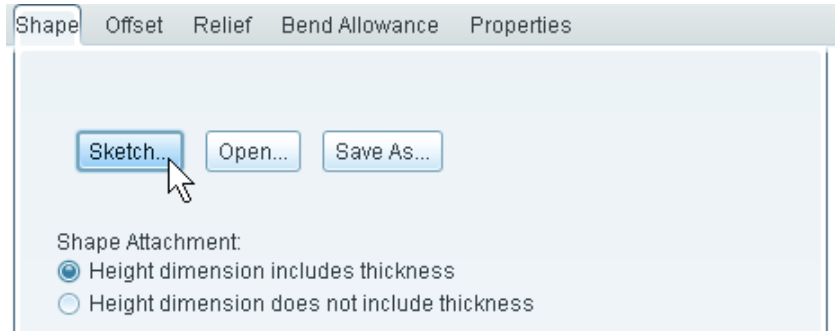 Shape Offset Relief Bend Allowance Properties
Sketch... Open... Save As...
Shape Attachment:
Height dimension includes thickness
Height dimension does not include thickness